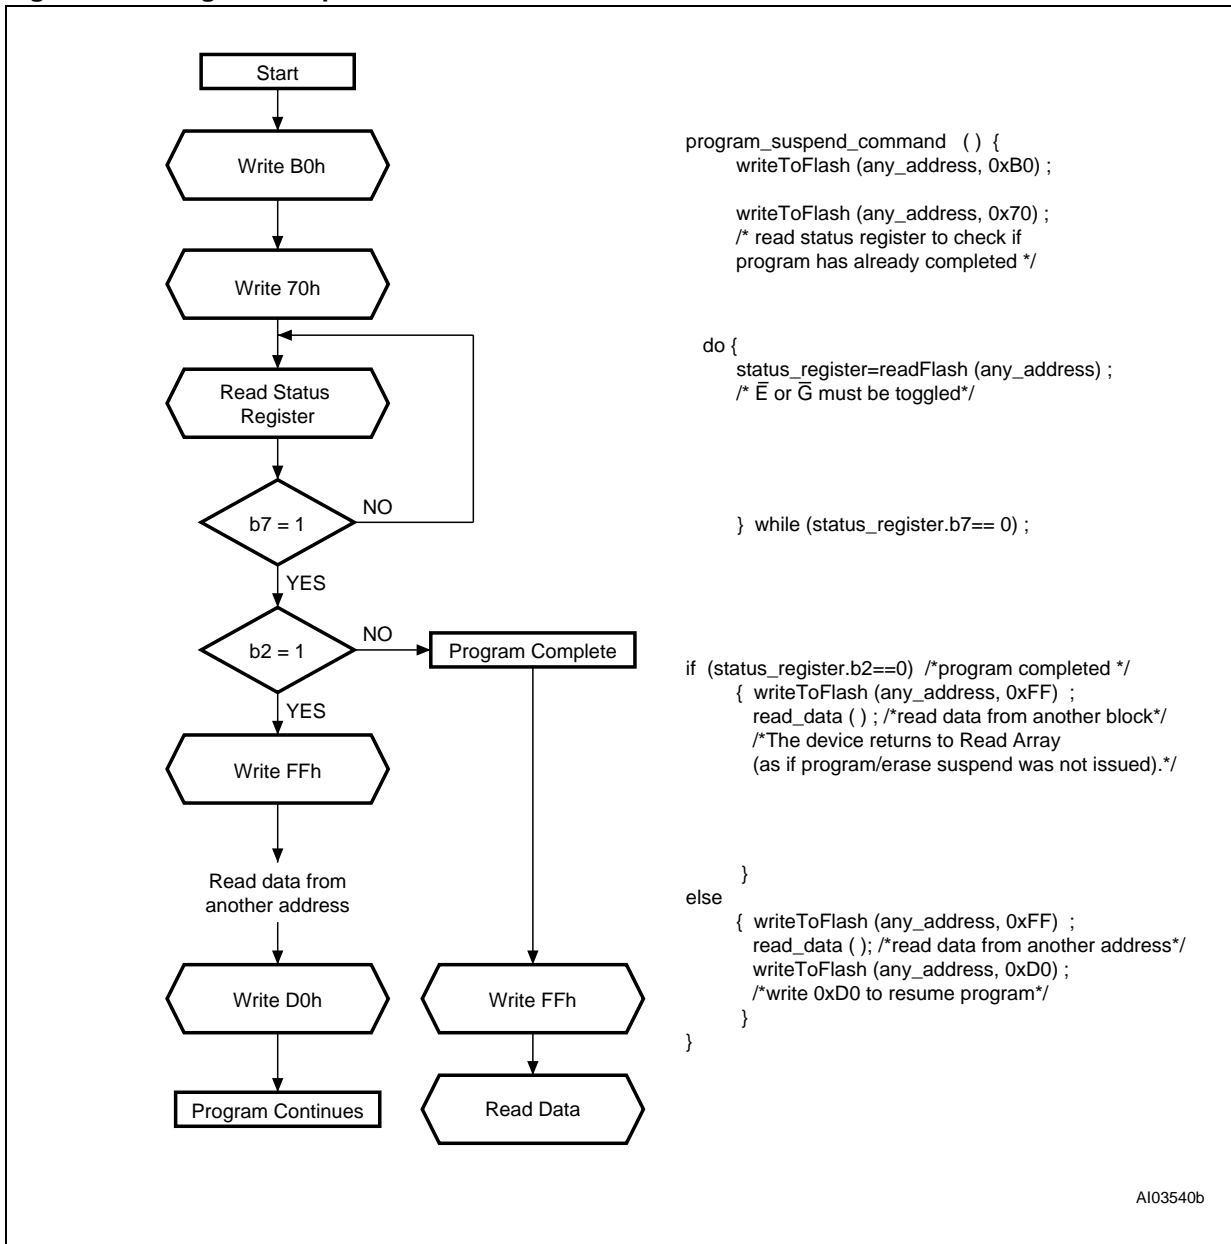 Start
Write B0h
Write 70h
Read Status
Register
NO
b7 = 1
YES
NO
b2 = 1
Program Complete
YES
Write FFh
Read data from
another address
Write D0h
Write FFh
Program Continues
Read Data
program_suspend_command ( ) {
writeToFlash (any_address, 0xB0) ;
writeToFlash (any_address, 0x70) ;
/* read status register to check if
program has already completed */
do {
status_register=readFlash (any_address) ;
/* E̅ or G̅ must be toggled*/
} while (status_register.b7== 0) ;
if (status_register.b2==0) /*program completed */
{ writeToFlash (any_address, 0xFF) ;
read_data ( ) ; /*read data from another block*/
/*The device returns to Read Array
(as if program/erase suspend was not issued).*/
}
else
{ writeToFlash (any_address, 0xFF) ;
read_data ( ); /*read data from another address*/
writeToFlash (any_address, 0xD0) ;
/*write 0xD0 to resume program*/
}
}
AI03540b